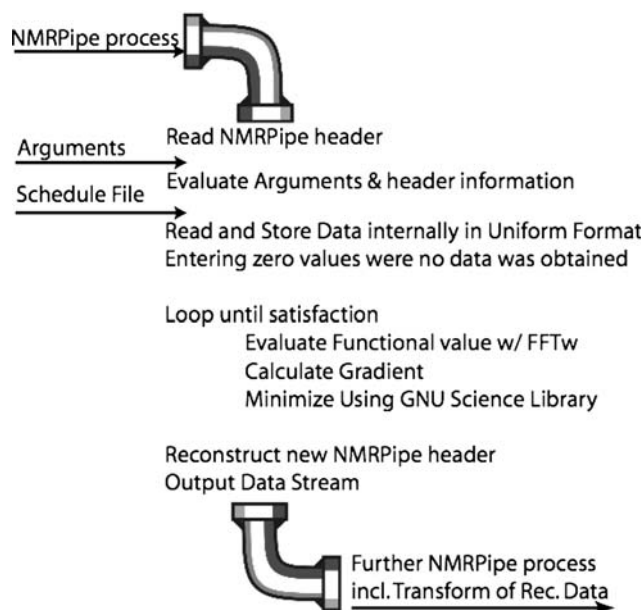 NMRPipe process
Read NMRPipe header
Arguments
Evaluate Arguments & header information
Schedule File
Read and Store Data internally in Uniform Format
Entering zero values were no data was obtained
Loop until satisfaction
Evaluate Functional value w/ FFTw
Calculate Gradient
Minimize Using GNU Science Library
Reconstruct new NMRPipe header
Output Data Stream
Further NMRPipe process
incl. Transform of Rec. Data